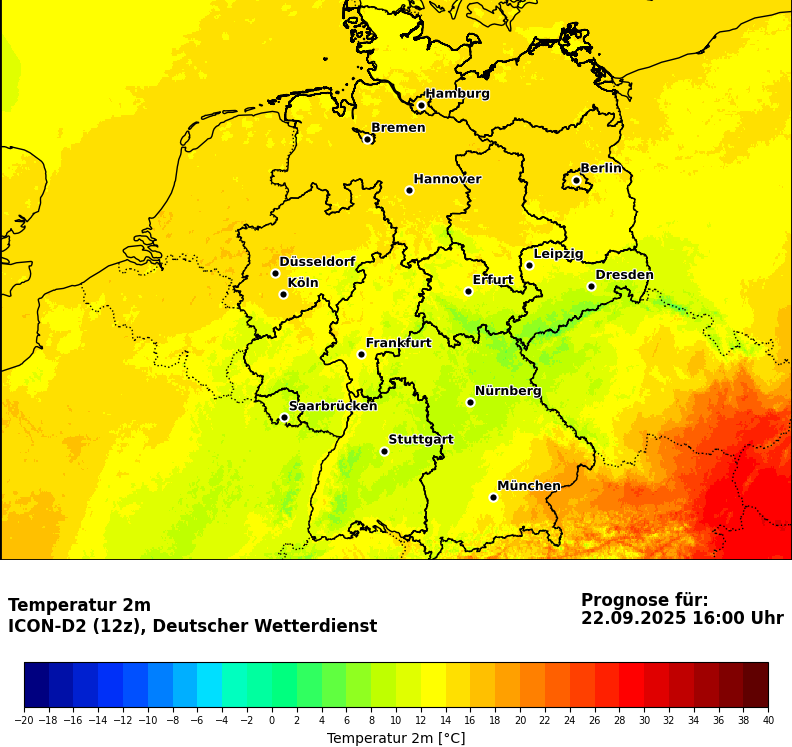 Hamburg
Bremen
Berlin
Hannover
Düsseldorf
Leipzig
Köln
Erfurt
Dresden
Frankfurt
Nürnberg
Saarbrücken
Stuttgart
München
Temperatur 2m
ICON-D2 (12z), Deutscher Wetterdienst
Prognose für:
22.09.2025 16:00 Uhr
−20 −18 −16 −14 −12 −10 −8 −6 −4 −2 0 2 4 6 8 10 12 14 16 18 20 22 24 26 28 30 32 34 36 38 40
Temperatur 2m [°C]